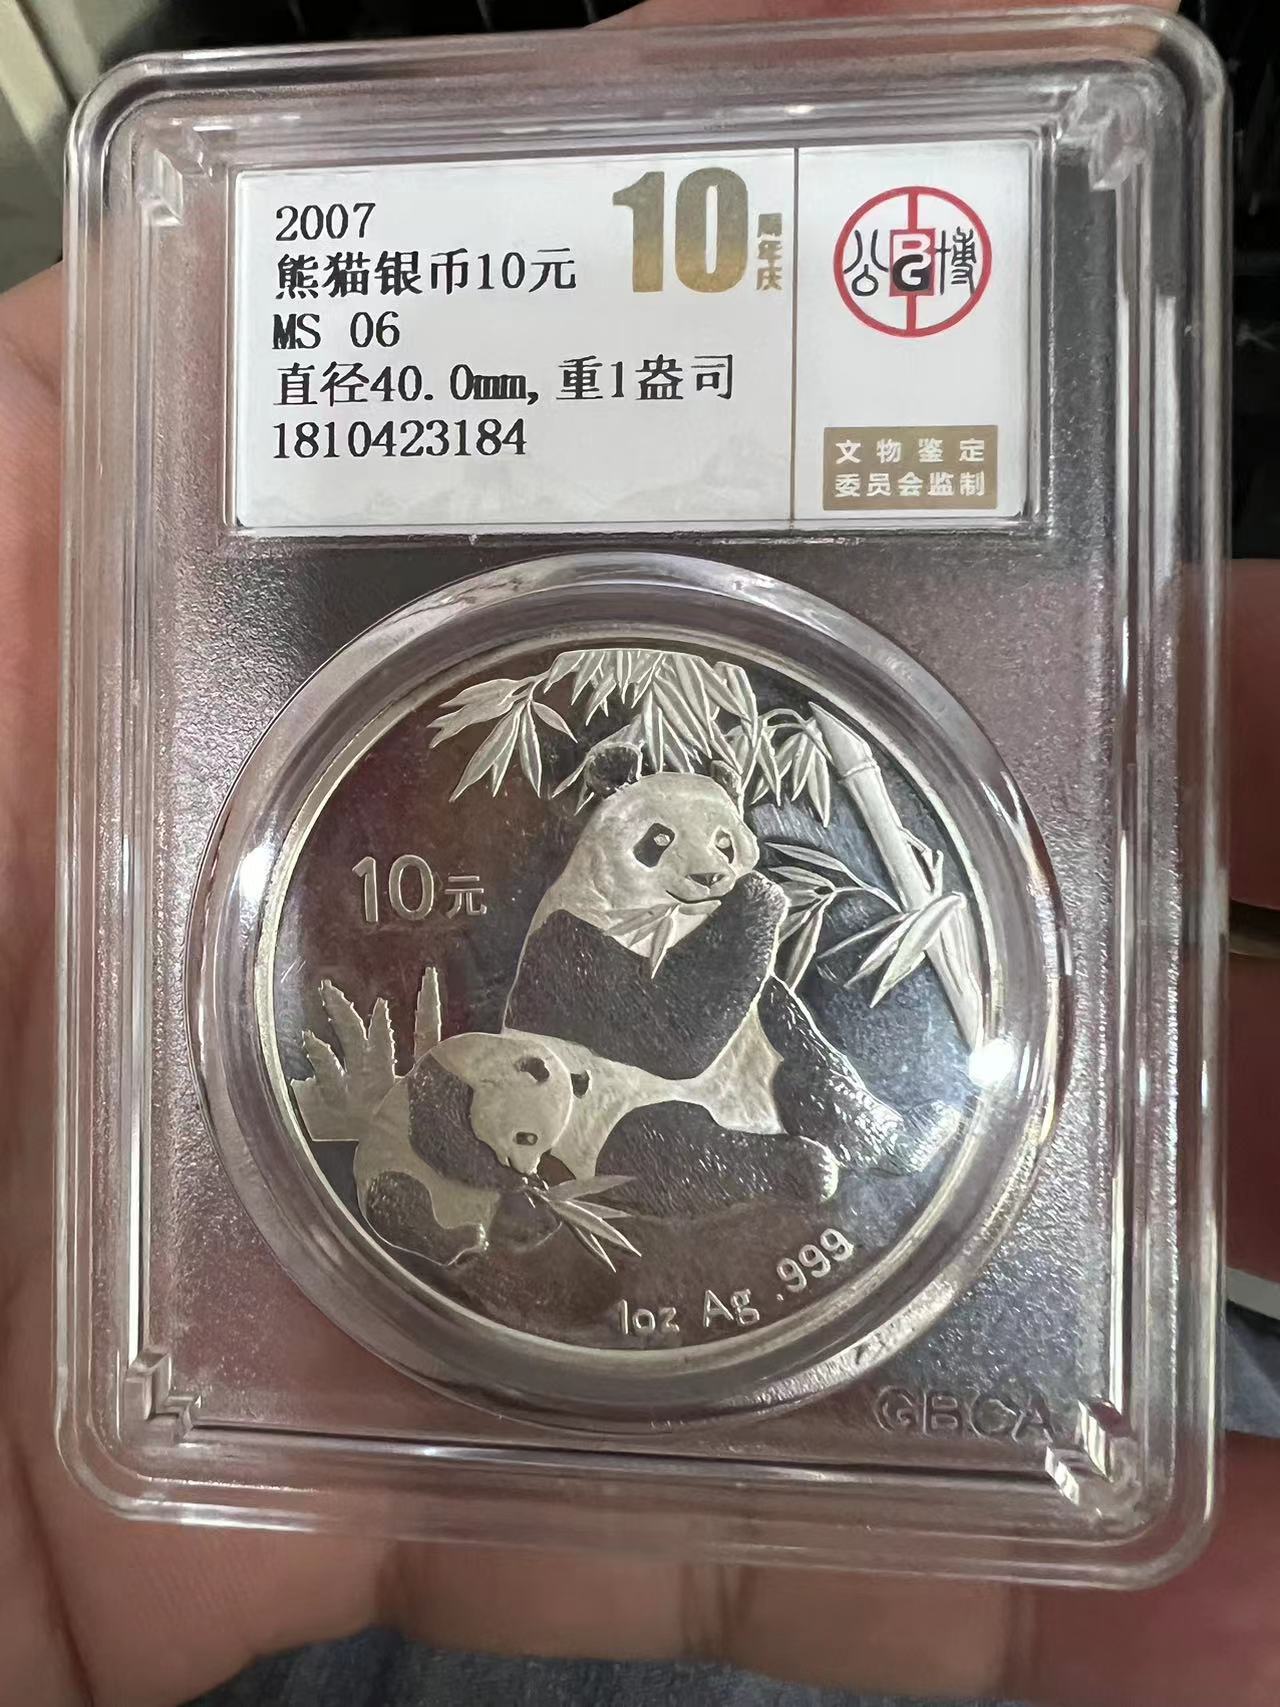 2007
熊猫银币10元
MS 06
直径40.0mm,重1盎司
1810423184
10
周年庆
公 BG 博
文物鉴定
委员会监制
10元
1oz Ag .999
GBCA